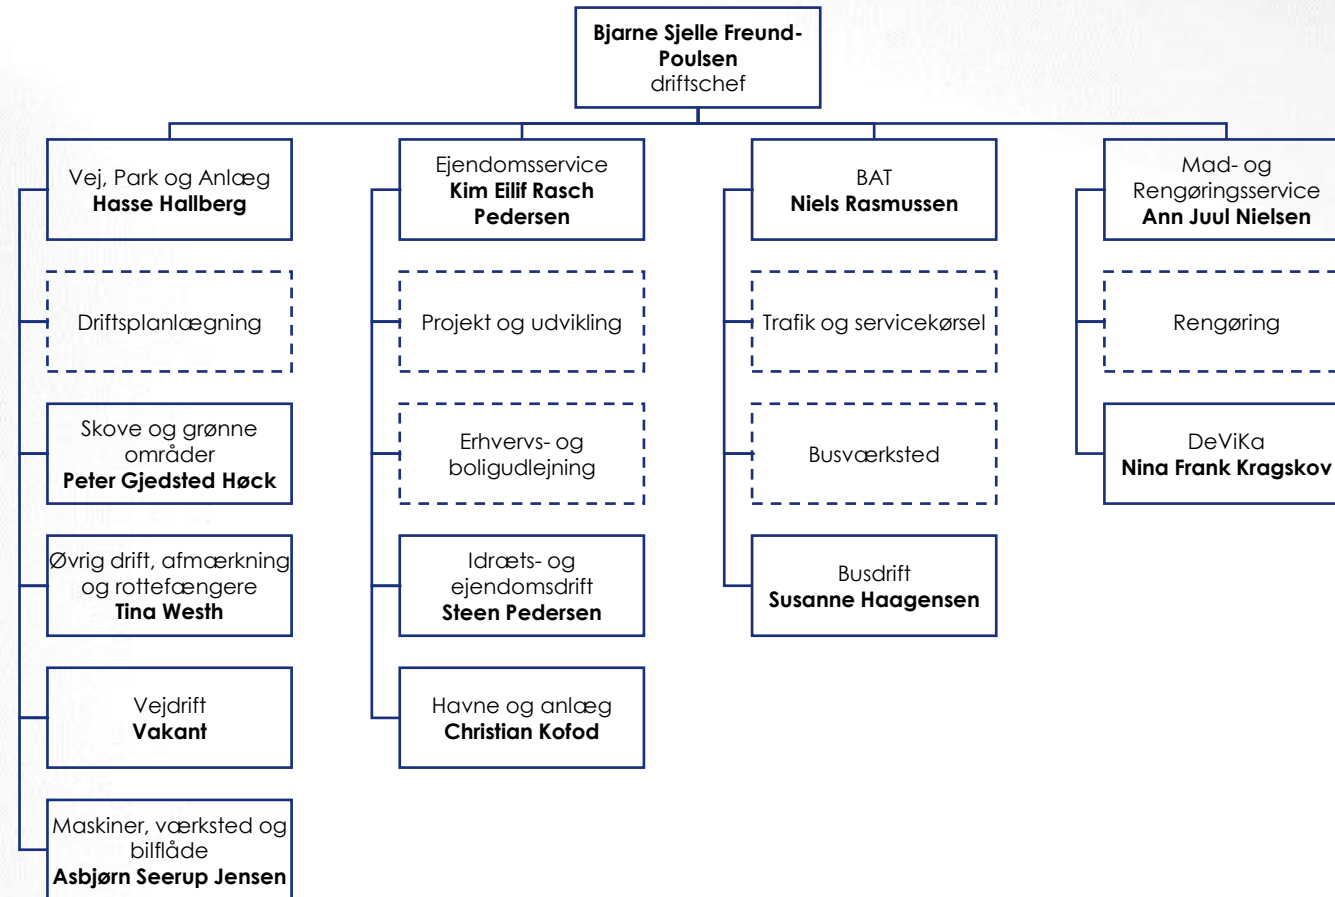 Bjarne Sjelle Freund-
Poulsen
driftschef
Vej, Park og Anlæg
Hasse Hallberg
Driftsplanlægning
Skove og grønne
områder
Peter Gjedsted Høck
Øvrig drift, afmærkning
og rottefængere
Tina Westh
Vejdrift
Vakant
Maskiner, værksted og
bilflåde
Asbjørn Seerup Jensen
Ejendomsservice
Kim Eilif Rasch
Pedersen
Projekt og udvikling
Erhvervs- og
boligudlejning
Idræts- og
ejendomsdrift
Steen Pedersen
Havne og anlæg
Christian Kofod
BAT
Niels Rasmussen
Trafik og servicekørsel
Busværksted
Busdrift
Susanne Haagensen
Mad- og
Rengøringsservice
Ann Juul Nielsen
Rengøring
DeViKa
Nina Frank Kragskov